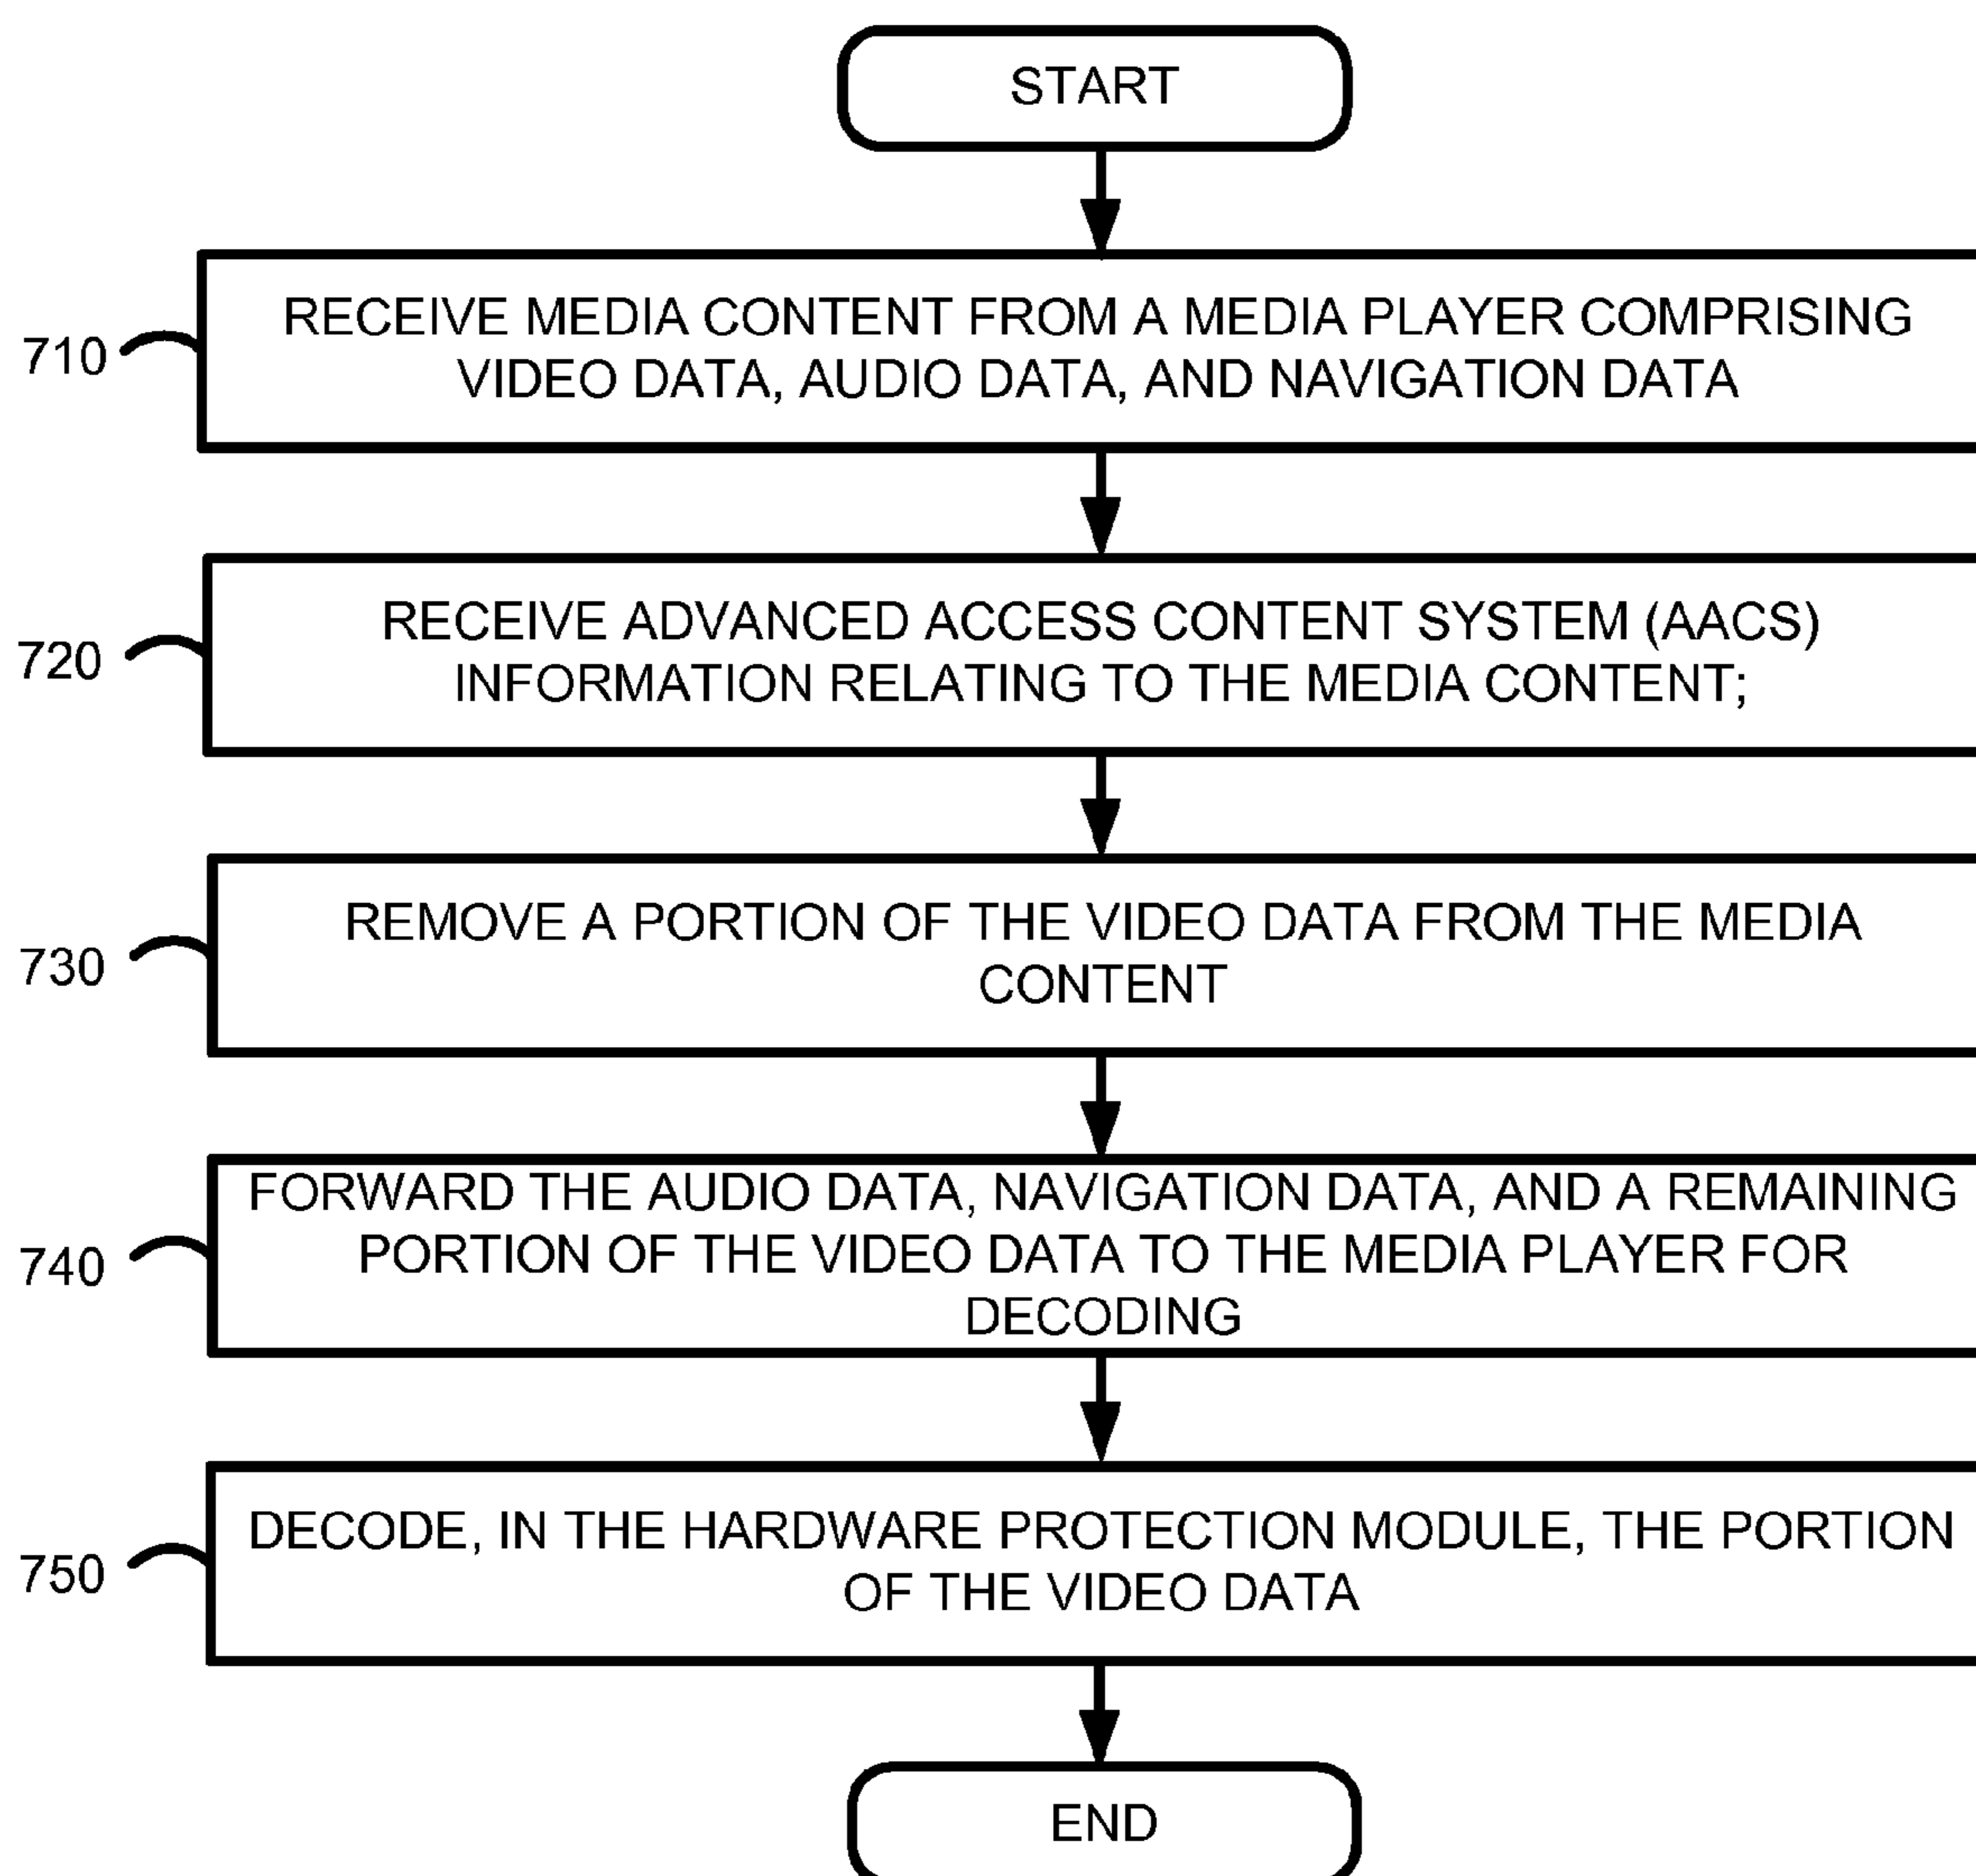 START
710
RECEIVE MEDIA CONTENT FROM A MEDIA PLAYER COMPRISING
VIDEO DATA, AUDIO DATA, AND NAVIGATION DATA
720
RECEIVE ADVANCED ACCESS CONTENT SYSTEM (AACS)
INFORMATION RELATING TO THE MEDIA CONTENT;
730
REMOVE A PORTION OF THE VIDEO DATA FROM THE MEDIA
CONTENT
740
FORWARD THE AUDIO DATA, NAVIGATION DATA, AND A REMAINING
PORTION OF THE VIDEO DATA TO THE MEDIA PLAYER FOR
DECODING
750
DECODE, IN THE HARDWARE PROTECTION MODULE, THE PORTION
OF THE VIDEO DATA
END